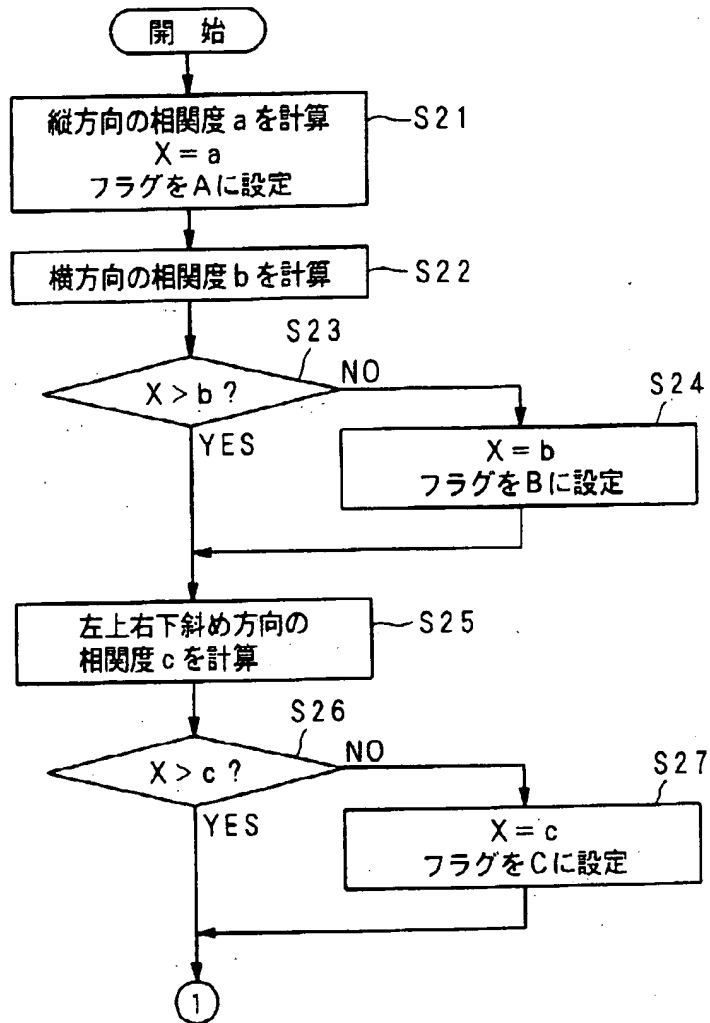 開始
縦方向の相関度aを計算
X=a
フラグをAに設定
S21
横方向の相関度bを計算
S22
S23
X>b?
NO
YES
S24
X=b
フラグをBに設定
左上右下斜め方向の
相関度cを計算
S25
S26
X>c?
NO
YES
S27
X=c
フラグをCに設定
1